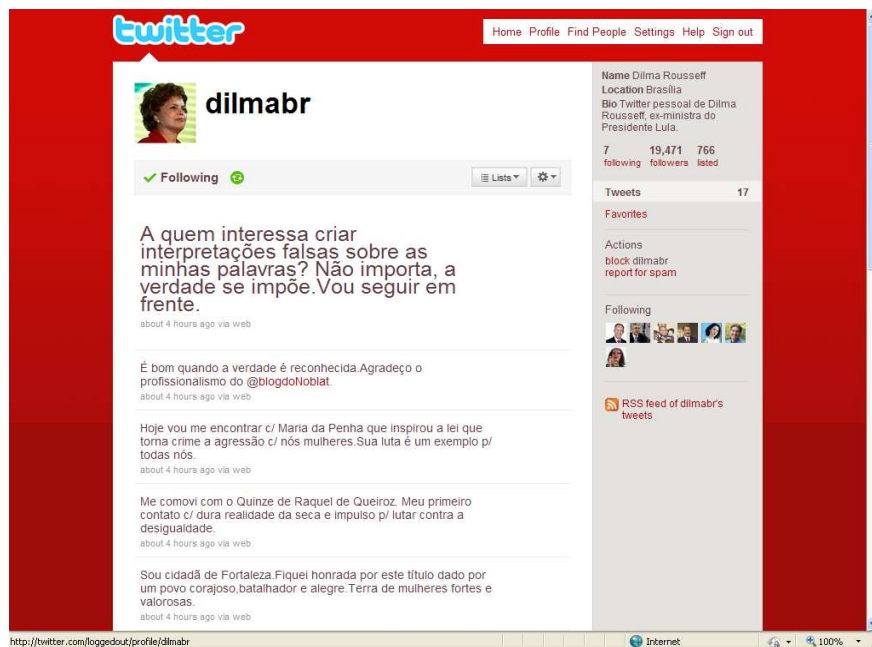 twitter
Home Profile Find People Settings Help Sign out
dilmabr
Following
Lists
A quem interessa criar
interpretações falsas sobre as
minhas palavras? Não importa, a
verdade se impõe.Vou seguir em
frente.
about 4 hours ago via web
É bom quando a verdade é reconhecida.Agradeço o
profissionalismo do @blogdoNoblat.
about 4 hours ago via web
Hoje vou me encontrar c/ Maria da Penha que inspirou a lei que
torna crime a agressão c/ nós mulheres.Sua luta é um exemplo p/
todas nós.
about 4 hours ago via web
Me comovi com o Quinze de Raquel de Queiroz. Meu primeiro
contato c/ dura realidade da seca e impulso p/ lutar contra a
desigualdade.
about 4 hours ago via web
Sou cidadã de Fortaleza.Fiquei honrada por este título dado por
um povo corajoso,batalhador e alegre.Terra de mulheres fortes e
valorosas.
about 4 hours ago via web
Name Dilma Rousseff
Location Brasília
Bio Twitter pessoal de Dilma
Rousseff, ex-ministra do
Presidente Lula.
7 19,471 766
following followers listed
Tweets 17
Favorites
Actions
block dilmabr
report for spam
Following
RSS feed of dilmabr's
tweets
http://twitter.com/loggedout/profile/dilmabr Internet 100%